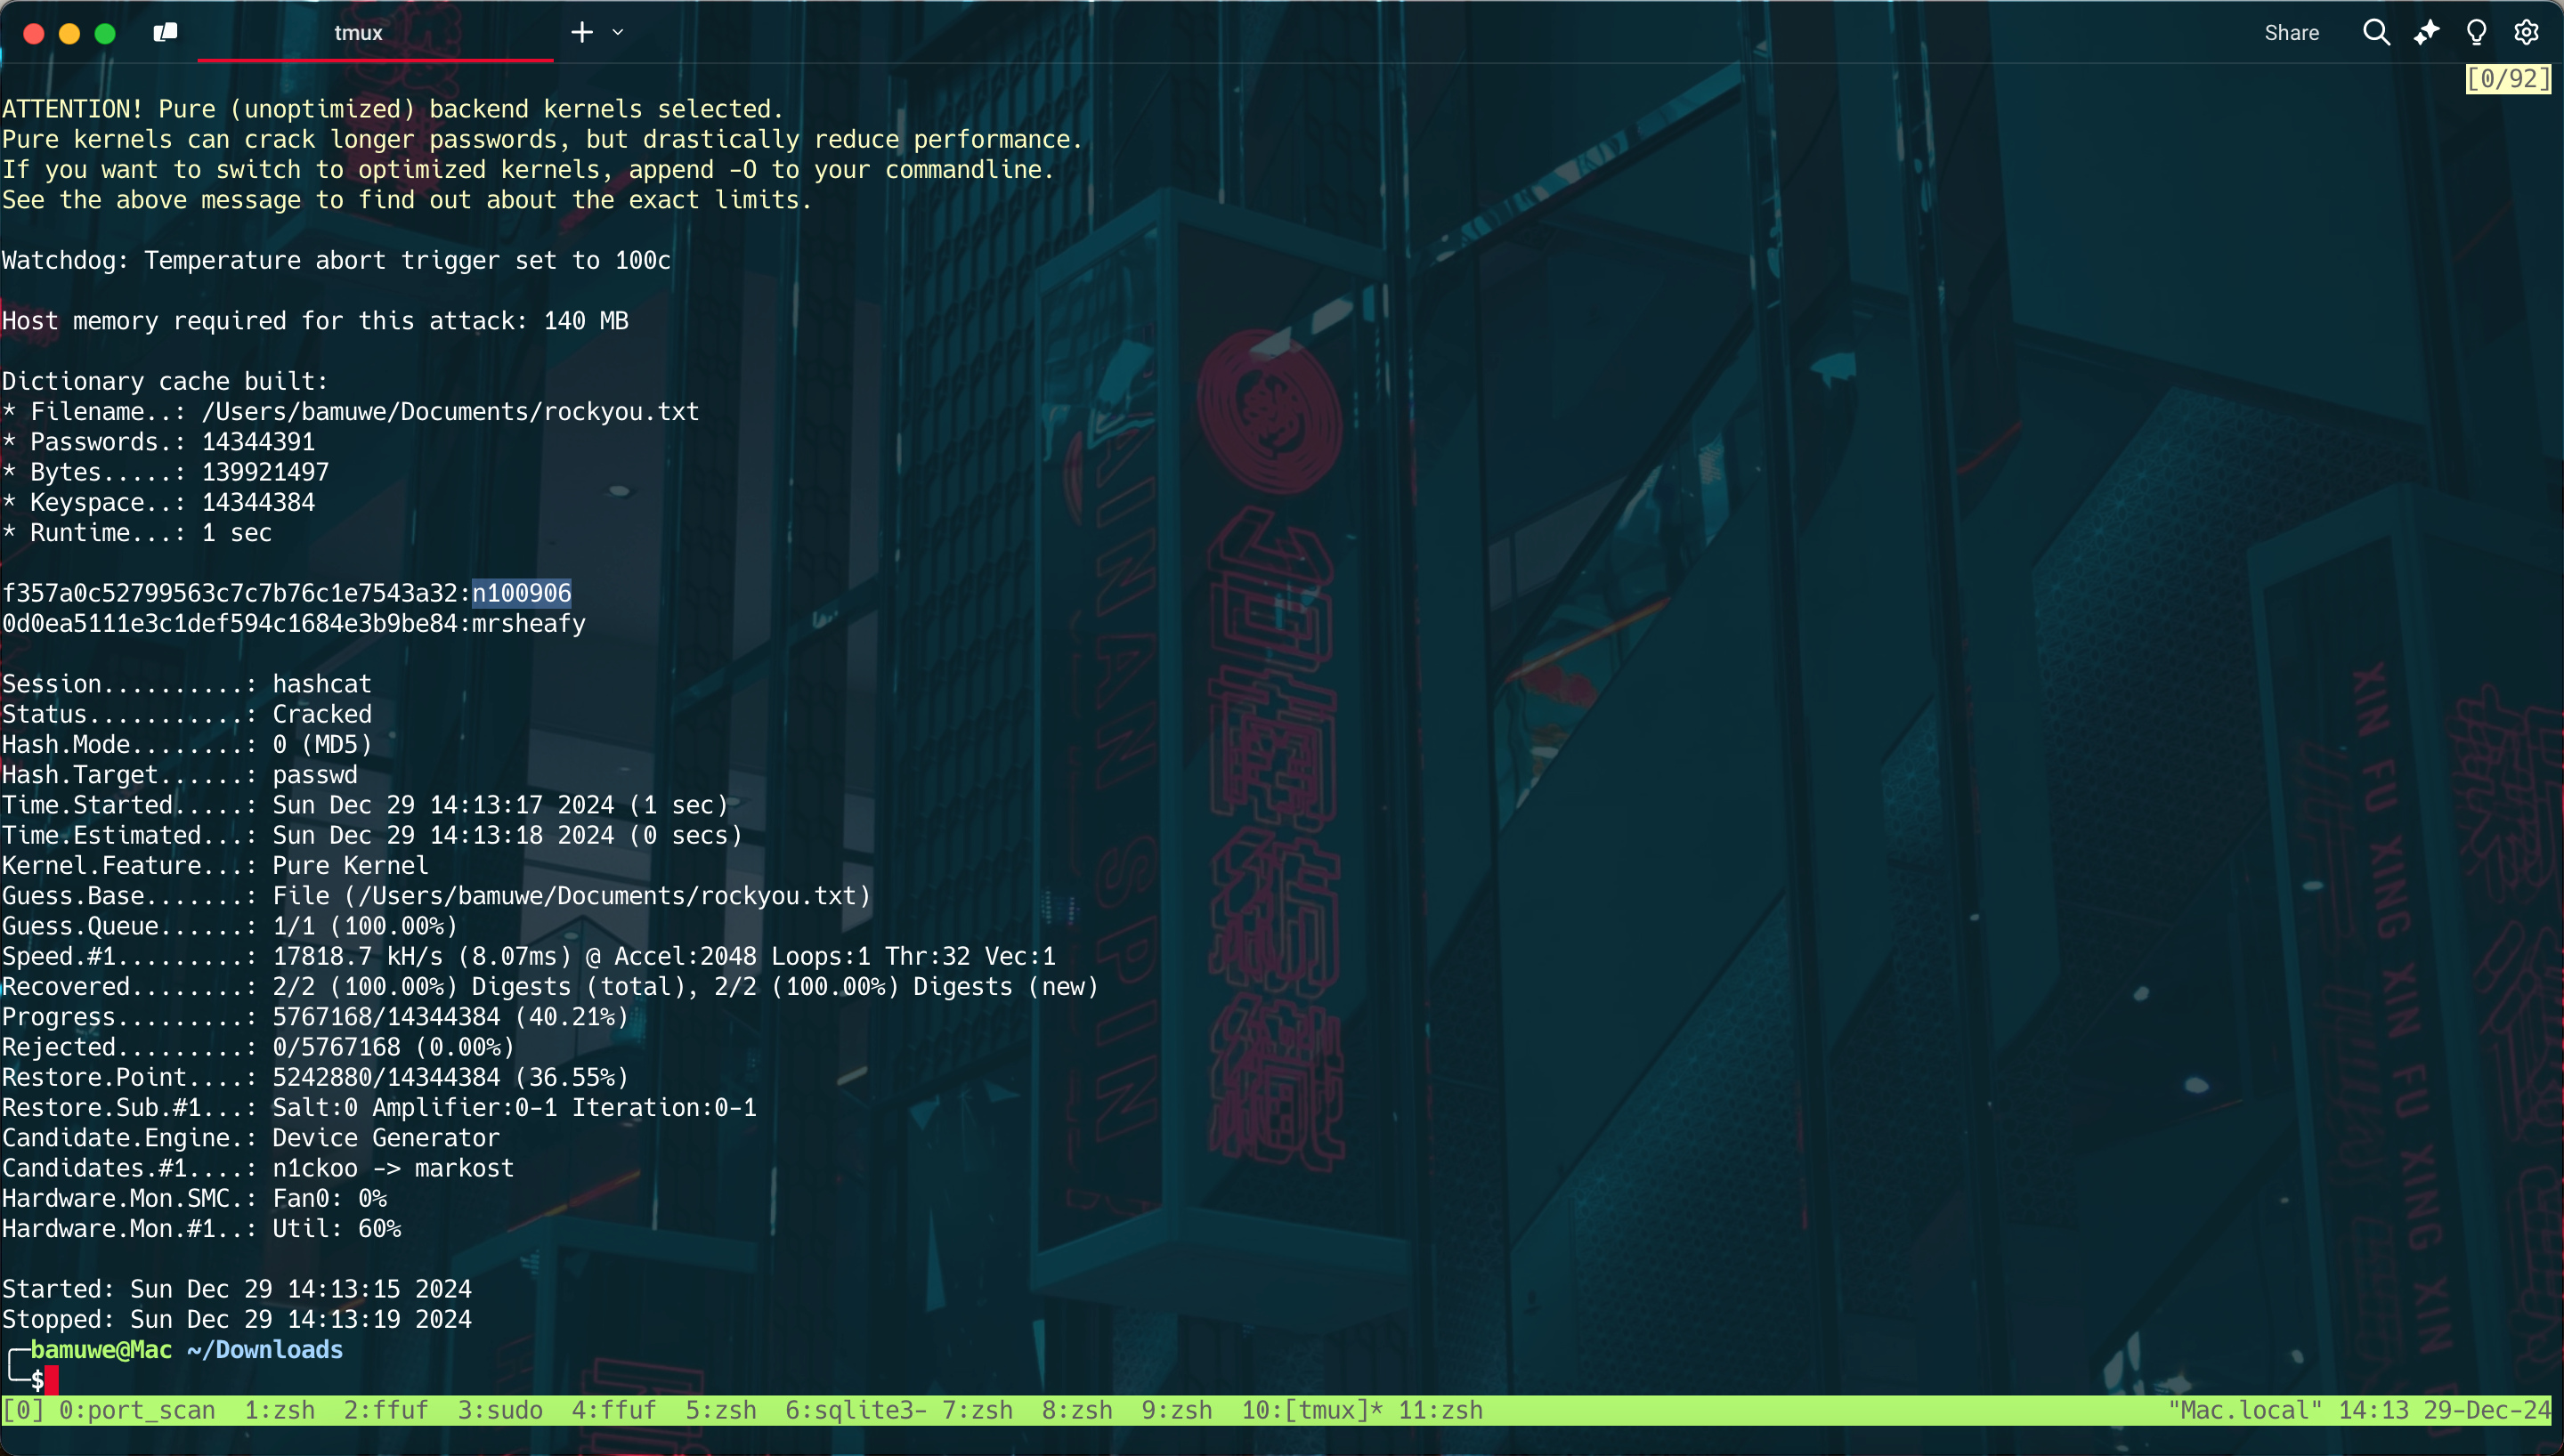 tmux
Share
[0/92]
ATTENTION! Pure (unoptimized) backend kernels selected.
Pure kernels can crack longer passwords, but drastically reduce performance.
If you want to switch to optimized kernels, append -O to your commandline.
See the above message to find out about the exact limits.
Watchdog: Temperature abort trigger set to 100c
Host memory required for this attack: 140 MB
Dictionary cache built:
* Filename..: /Users/bamuwe/Documents/rockyou.txt
* Passwords.: 14344391
* Bytes.....: 139921497
* Keyspace..: 14344384
* Runtime...: 1 sec
f357a0c52799563c7c7b76c1e7543a32:n100906
0d0ea5111e3c1def594c1684e3b9be84:mrsheafy
Session..........: hashcat
Status...........: Cracked
Hash.Mode........: 0 (MD5)
Hash.Target......: passwd
Time.Started.....: Sun Dec 29 14:13:17 2024 (1 sec)
Time.Estimated...: Sun Dec 29 14:13:18 2024 (0 secs)
Kernel.Feature...: Pure Kernel
Guess.Base.......: File (/Users/bamuwe/Documents/rockyou.txt)
Guess.Queue......: 1/1 (100.00%)
Speed.#1.........: 17818.7 kH/s (8.07ms) @ Accel:2048 Loops:1 Thr:32 Vec:1
Recovered........: 2/2 (100.00%) Digests (total), 2/2 (100.00%) Digests (new)
Progress.........: 5767168/14344384 (40.21%)
Rejected.........: 0/5767168 (0.00%)
Restore.Point....: 5242880/14344384 (36.55%)
Restore.Sub.#1...: Salt:0 Amplifier:0-1 Iteration:0-1
Candidate.Engine.: Device Generator
Candidates.#1....: n1ckoo -> markost
Hardware.Mon.SMC.: Fan0: 0%
Hardware.Mon.#1..: Util: 60%
Started: Sun Dec 29 14:13:15 2024
Stopped: Sun Dec 29 14:13:19 2024
╭─bamuwe@Mac ~/Downloads
╰─$
[0] 0:port_scan  1:zsh  2:ffuf  3:sudo  4:ffuf  5:zsh  6:sqlite3- 7:zsh  8:zsh  9:zsh  10:[tmux]* 11:zsh
"Mac.local" 14:13 29-Dec-24
XIN FU XING XIN FU XING XIN FU